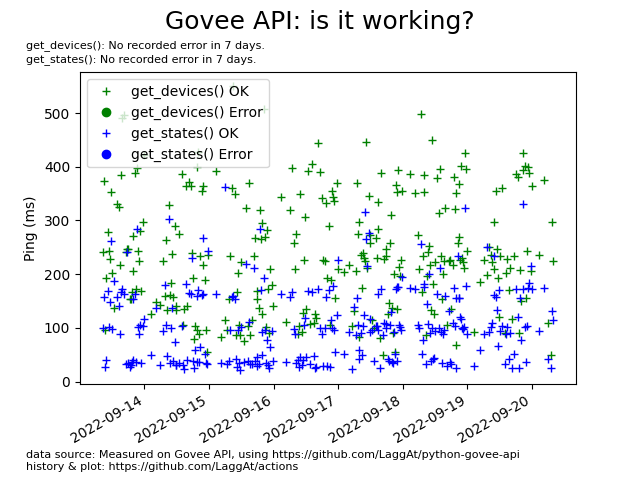 Govee API: is it working?
get_devices(): No recorded error in 7 days.
get_states(): No recorded error in 7 days.
get_devices() OK
get_devices() Error
get_states() OK
get_states() Error
Ping (ms)
500
400
300
200
100
0
2022-09-14
2022-09-15
2022-09-16
2022-09-17
2022-09-18
2022-09-19
2022-09-20
data source: Measured on Govee API, using https://github.com/LaggAt/python-govee-api
history & plot: https://github.com/LaggAt/actions